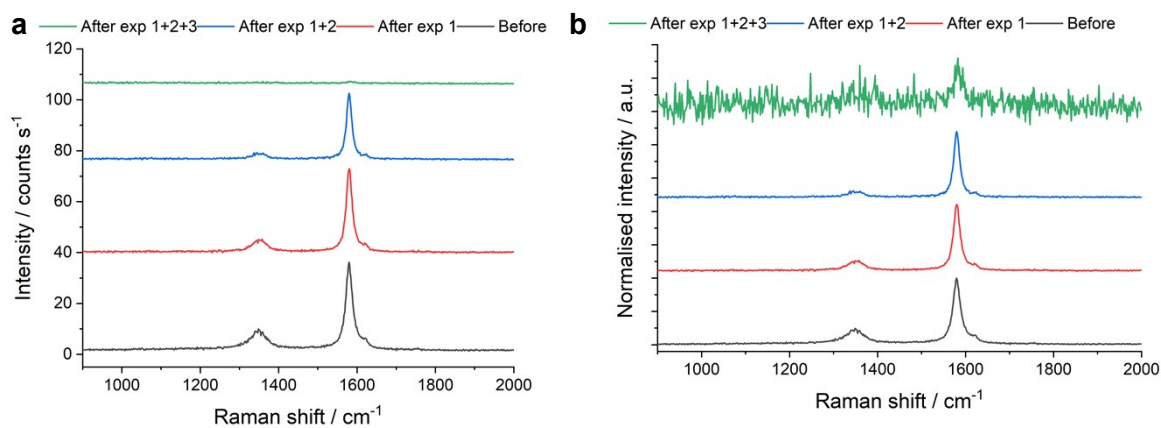 a
After exp 1+2+3 After exp 1+2 After exp 1 Before
120
100
80
60
40
20
0
Intensity / counts s⁻¹
1000 1200 1400 1600 1800 2000
Raman shift / cm⁻¹
b
After exp 1+2+3 After exp 1+2 After exp 1 Before
Normalised intensity / a.u.
1000 1200 1400 1600 1800 2000
Raman shift / cm⁻¹